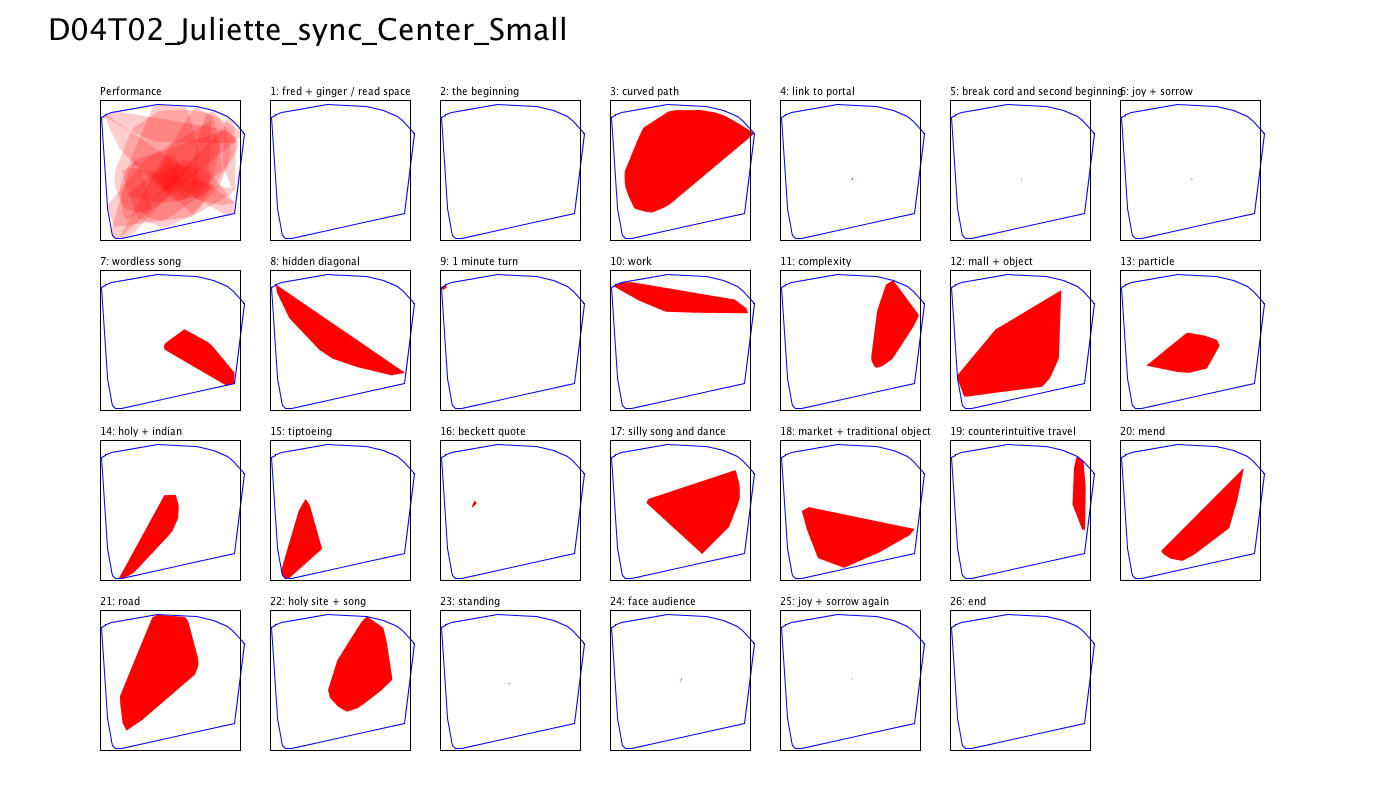 D04T02_Juliette_sync_Center_Small
Performance
1: fred + ginger / read space
2: the beginning
3: curved path
4: link to portal
5: break cord and second beginning
6: joy + sorrow
7: wordless song
8: hidden diagonal
9: 1 minute turn
10: work
11: complexity
12: mall + object
13: particle
14: holy + indian
15: tiptoeing
16: beckett quote
17: silly song and dance
18: market + traditional object
19: counterintuitive travel
20: mend
21: road
22: holy site + song
23: standing
24: face audience
25: joy + sorrow again
26: end